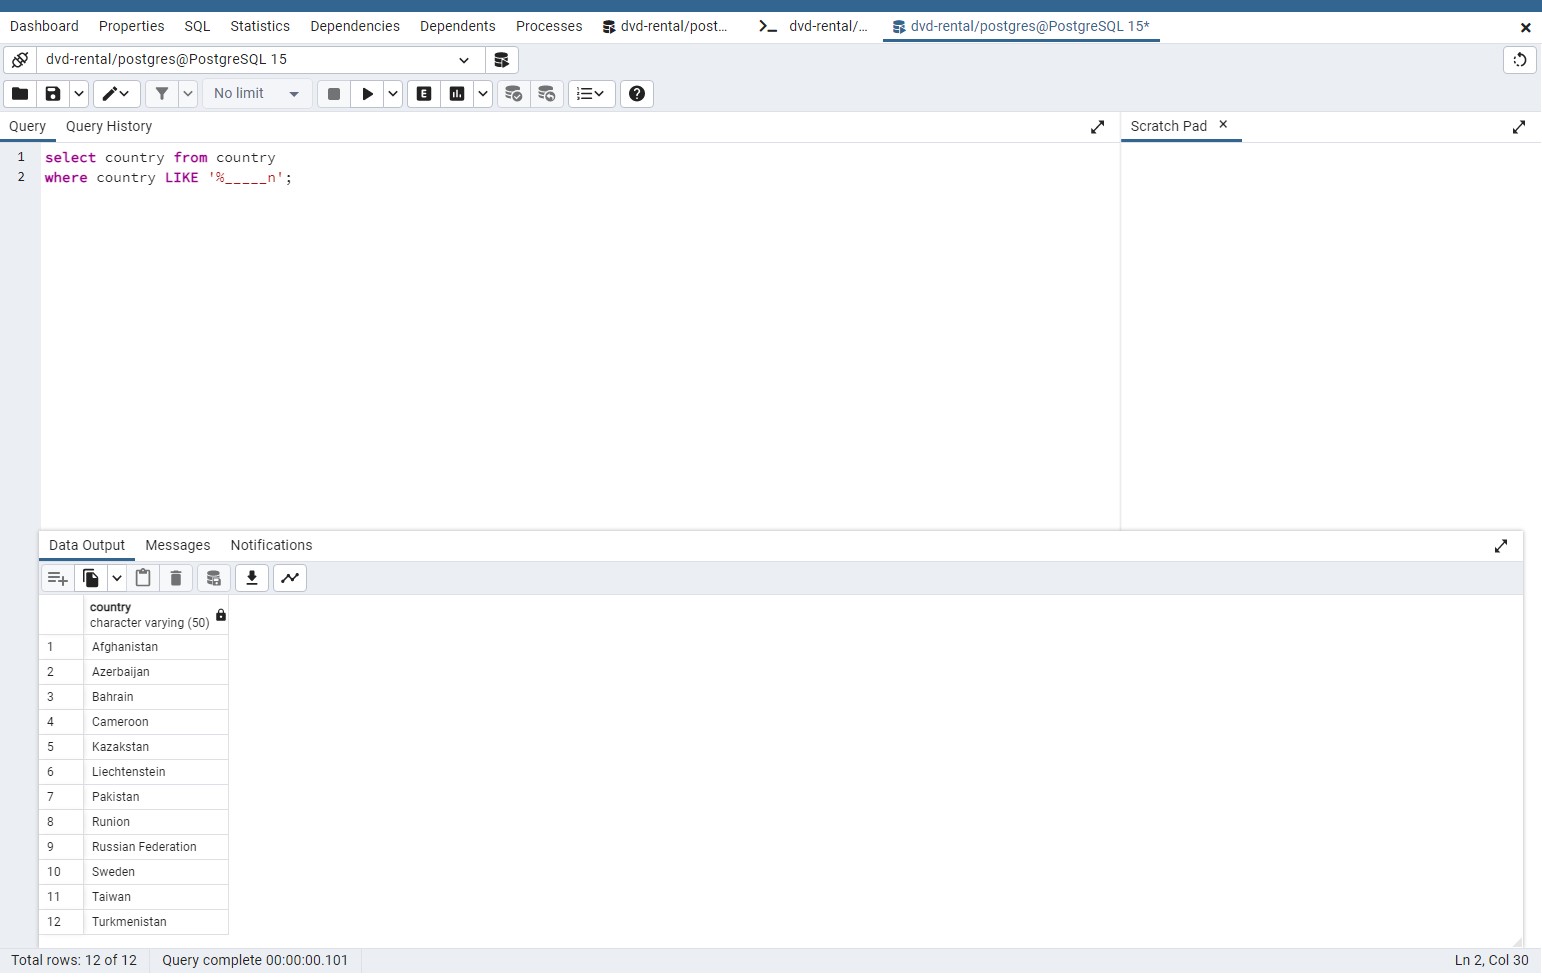 Dashboard Properties SQL Statistics Dependencies Dependents Processes dvd-rental/post... dvd-rental/... dvd-rental/postgres@PostgreSQL 15*
dvd-rental/postgres@PostgreSQL 15
No limit
Query Query History
Scratch Pad
1 select country from country
2 where country LIKE '%_____n';
Data Output Messages Notifications
country
character varying (50)
1 Afghanistan
2 Azerbaijan
3 Bahrain
4 Cameroon
5 Kazakstan
6 Liechtenstein
7 Pakistan
8 Runion
9 Russian Federation
10 Sweden
11 Taiwan
12 Turkmenistan
Total rows: 12 of 12 Query complete 00:00:00.101 Ln 2, Col 30